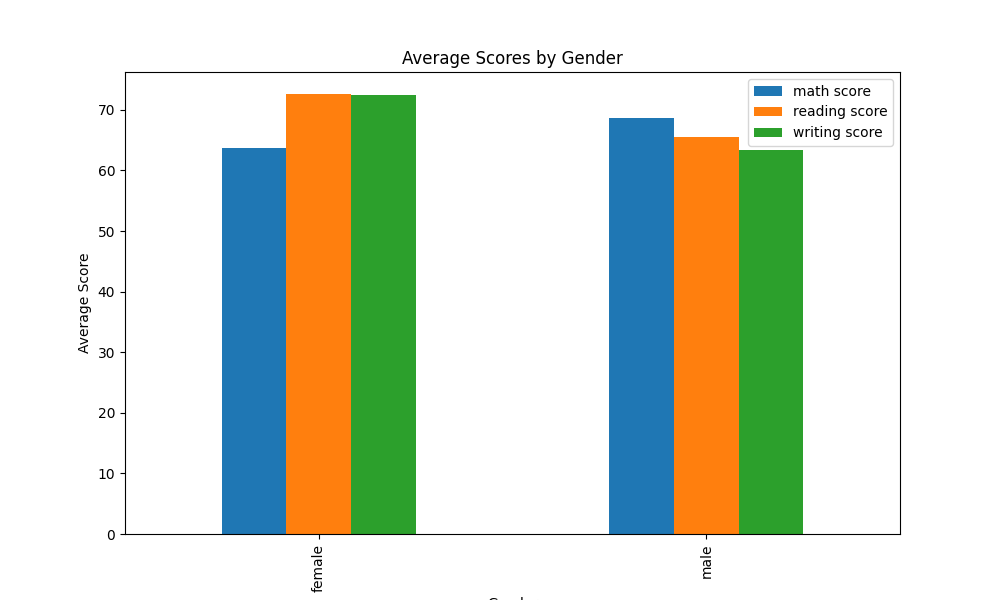 Average Scores by Gender
math score
reading score
writing score
Average Score
70
60
50
40
30
20
10
0
female
male